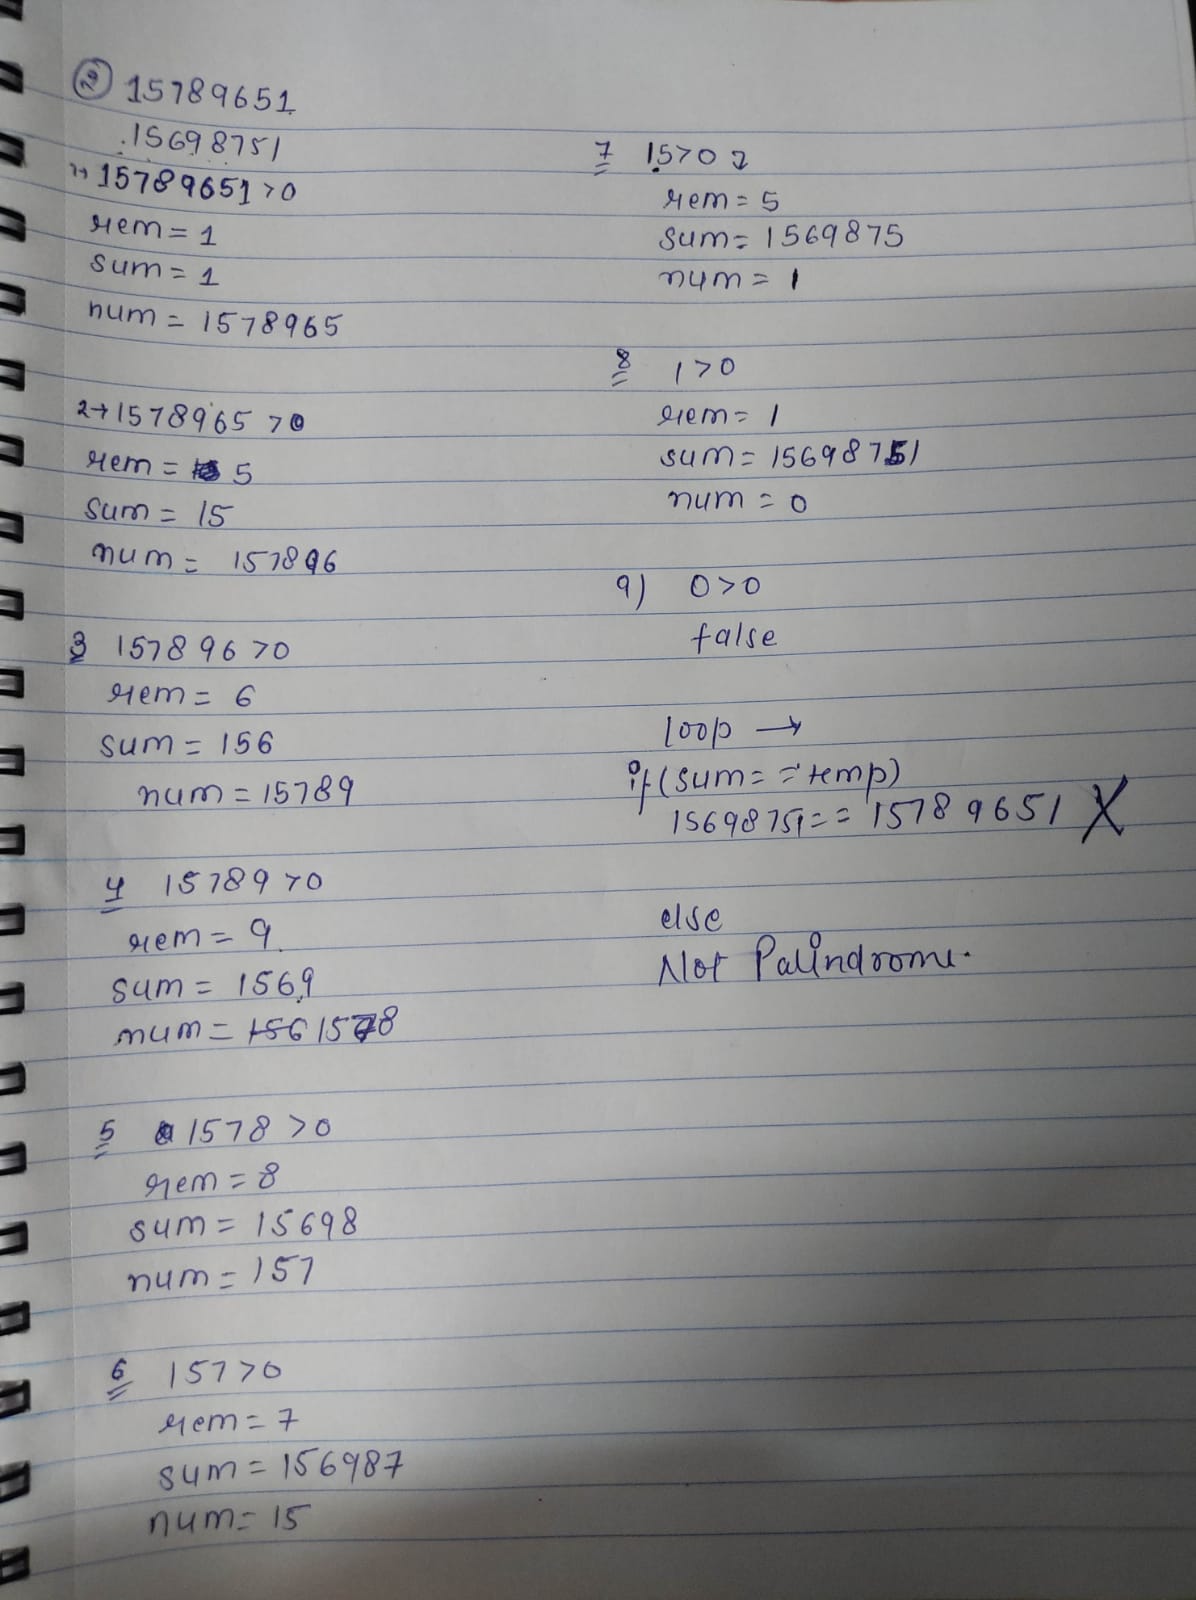 ② 15789651
15698751
1→ 15789651>0
rem = 1
sum = 1
num = 1578965
2→1578965 >0
rem = 5
sum = 15
num = 157896
3 157896 >0
rem = 6
sum = 156
num = 15789
4 15789 >0
rem = 9
sum = 1569
num = 1578
5 1578 >0
rem = 8
sum = 15698
num = 157
6 157>0
rem = 7
sum = 156987
num = 15
7 15>0
rem = 5
sum = 1569875
num = 1
8 1>0
rem = 1
sum = 15698751
num = 0
9) 0>0
false
loop →
if(sum = = temp)
15698751 = = 15789651 X
else
Not Palindrome.